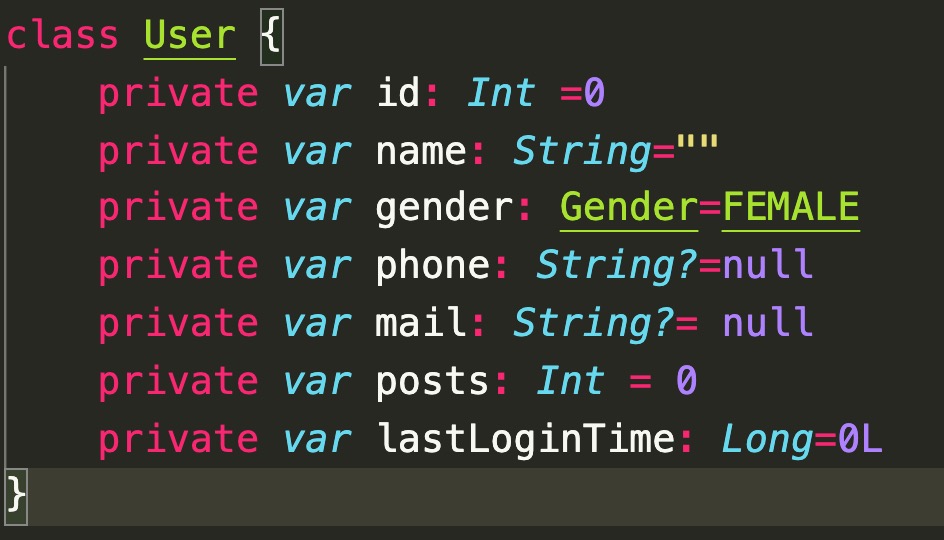 class User {
    private var id: Int =0
    private var name: String=""
    private var gender: Gender=FEMALE
    private var phone: String?=null
    private var mail: String?= null
    private var posts: Int = 0
    private var lastLoginTime: Long=0L
}